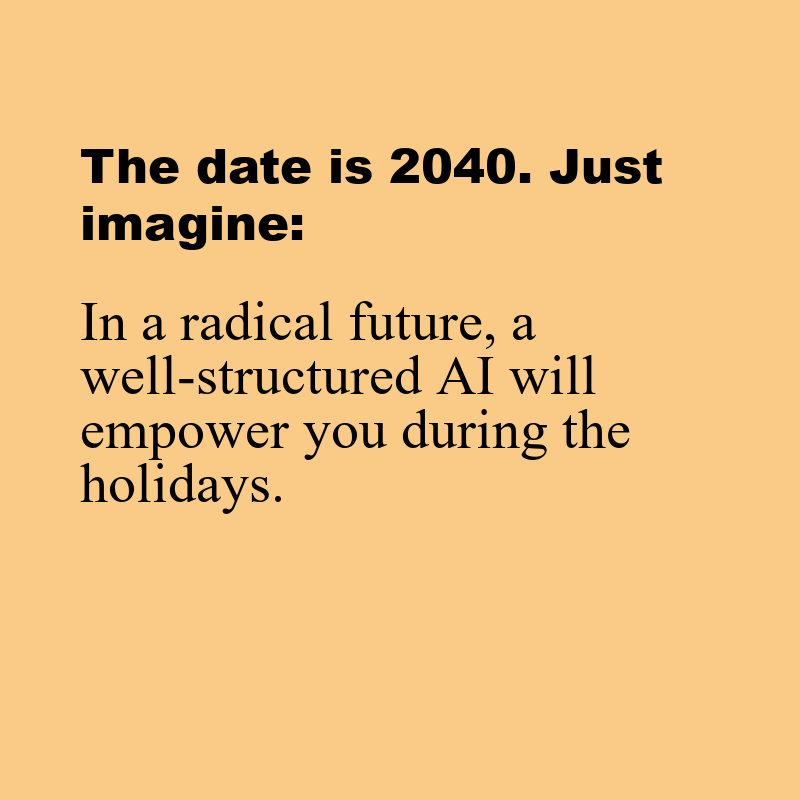 The date is 2040. Just
imagine:
In a radical future, a
well-structured AI will
empower you during the
holidays.